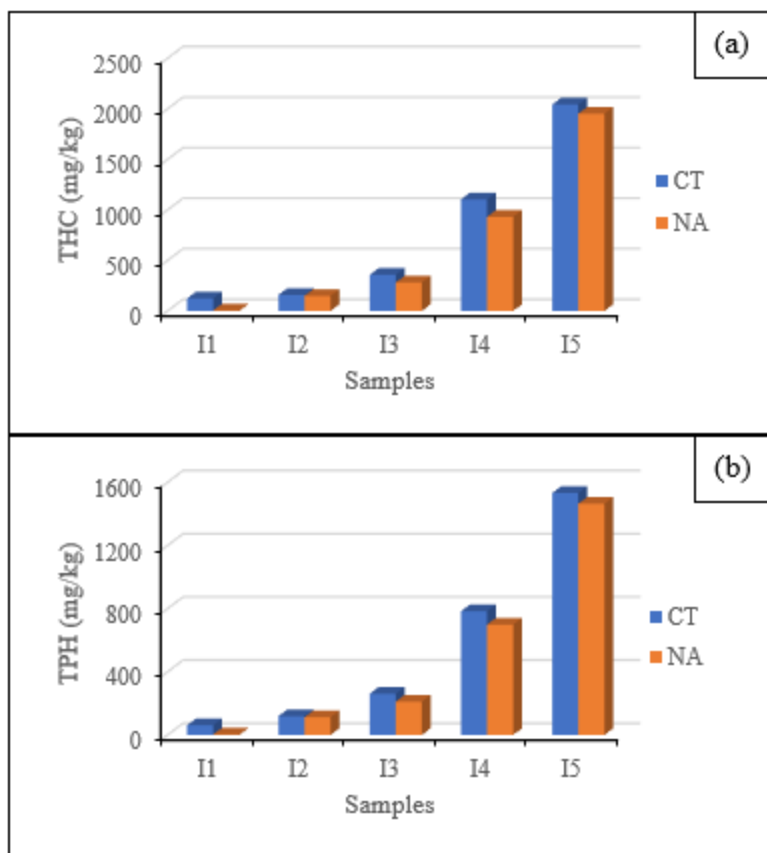 (a)
2500
2000
1500
1000
500
0
THC (mg/kg)
I1 I2 I3 I4 I5
Samples
CT
NA
(b)
1600
1200
800
400
0
TPH (mg/kg)
I1 I2 I3 I4 I5
Samples
CT
NA